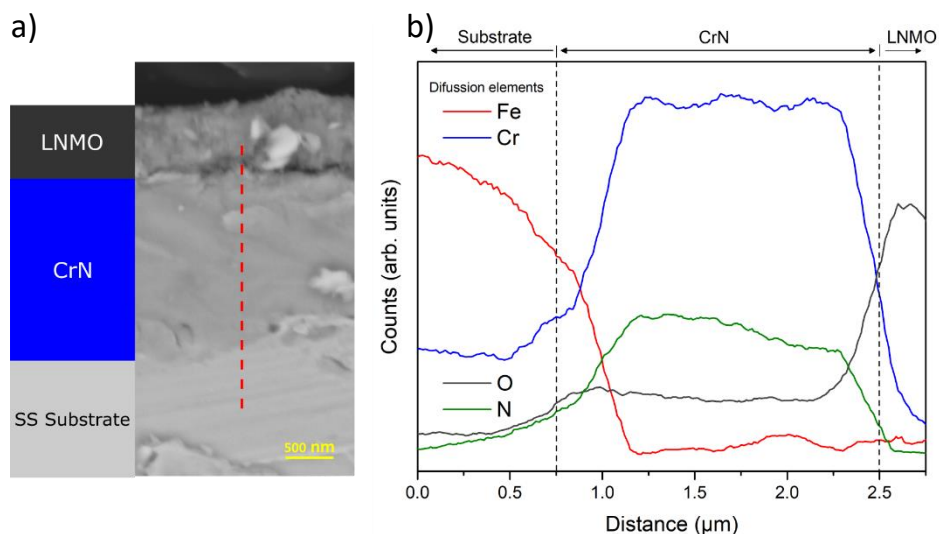 a)
LNMO
CrN
SS Substrate
500 nm
b)
Substrate
CrN
LNMO
Difussion elements
Fe
Cr
O
N
Counts (arb. units)
0.0
0.5
1.0
1.5
2.0
2.5
Distance (µm)